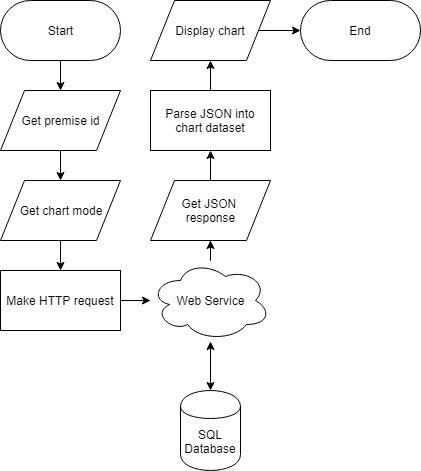 Start
Get premise id
Get chart mode
Make HTTP request
Web Service
SQL
Database
Get JSON
response
Parse JSON into
chart dataset
Display chart
End